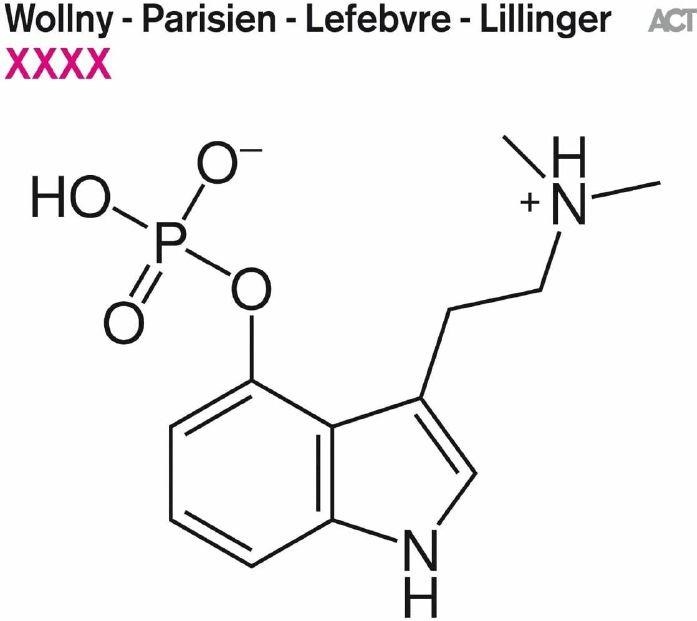 Wollny - Parisien - Lefebvre - Lillinger ACT
XXXX
O−
HO
P
O
O
H
+ N
N
H